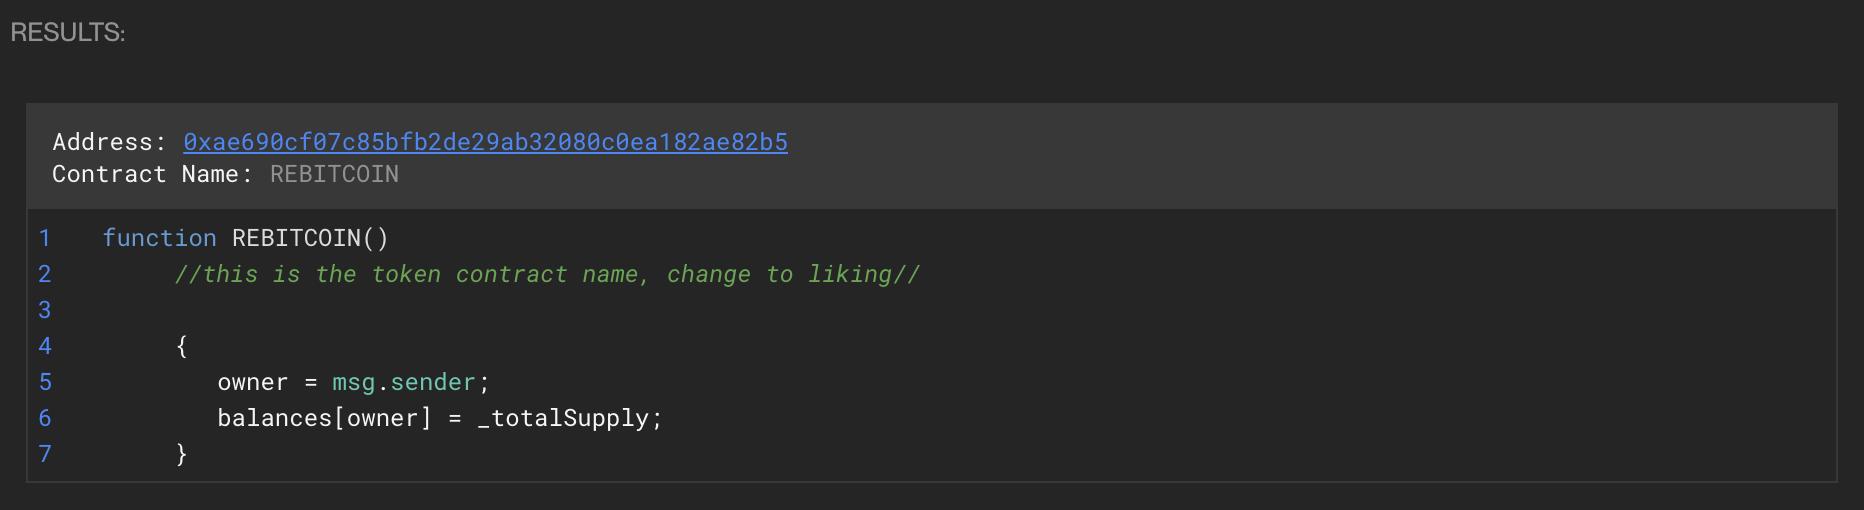 RESULTS:
Address: 0xae690cf07c85bfb2de29ab32080c0ea182ae82b5
Contract Name: REBITCOIN
1 function REBITCOIN()
2 //this is the token contract name, change to liking//
3
4 {
5 owner = msg.sender;
6 balances[owner] = _totalSupply;
7 }